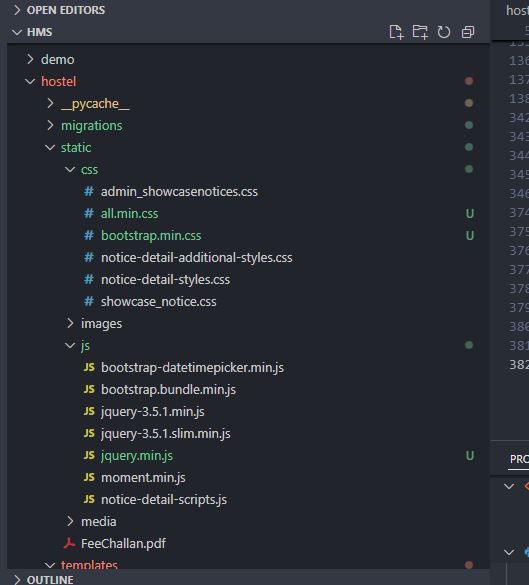 OPEN EDITORS
HMS
demo
hostel
__pycache__
migrations
static
css
# admin_showcasenotices.css
# all.min.css U
# bootstrap.min.css U
# notice-detail-additional-styles.css
# notice-detail-styles.css
# showcase_notice.css
images
js
JS bootstrap-datetimepicker.min.js
JS bootstrap.bundle.min.js
JS jquery-3.5.1.min.js
JS jquery-3.5.1.slim.min.js
JS jquery.min.js U
JS moment.min.js
JS notice-detail-scripts.js
media
FeeChallan.pdf
templates
OUTLINE
host
136
137
138
342
343
344
345
346
374
375
376
377
378
379
380
381
382
PRO